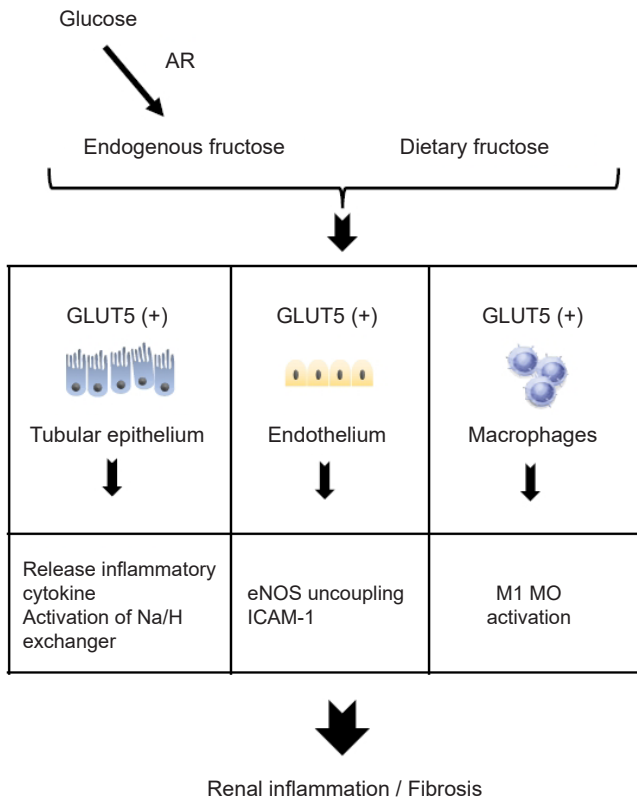 Glucose
AR
Endogenous fructose
Dietary fructose
GLUT5 (+)
GLUT5 (+)
GLUT5 (+)
Tubular epithelium
Endothelium
Macrophages
Release inflammatory
cytokine
Activation of Na/H
exchanger
eNOS uncoupling
ICAM-1
M1 MO
activation
Renal inflammation / Fibrosis